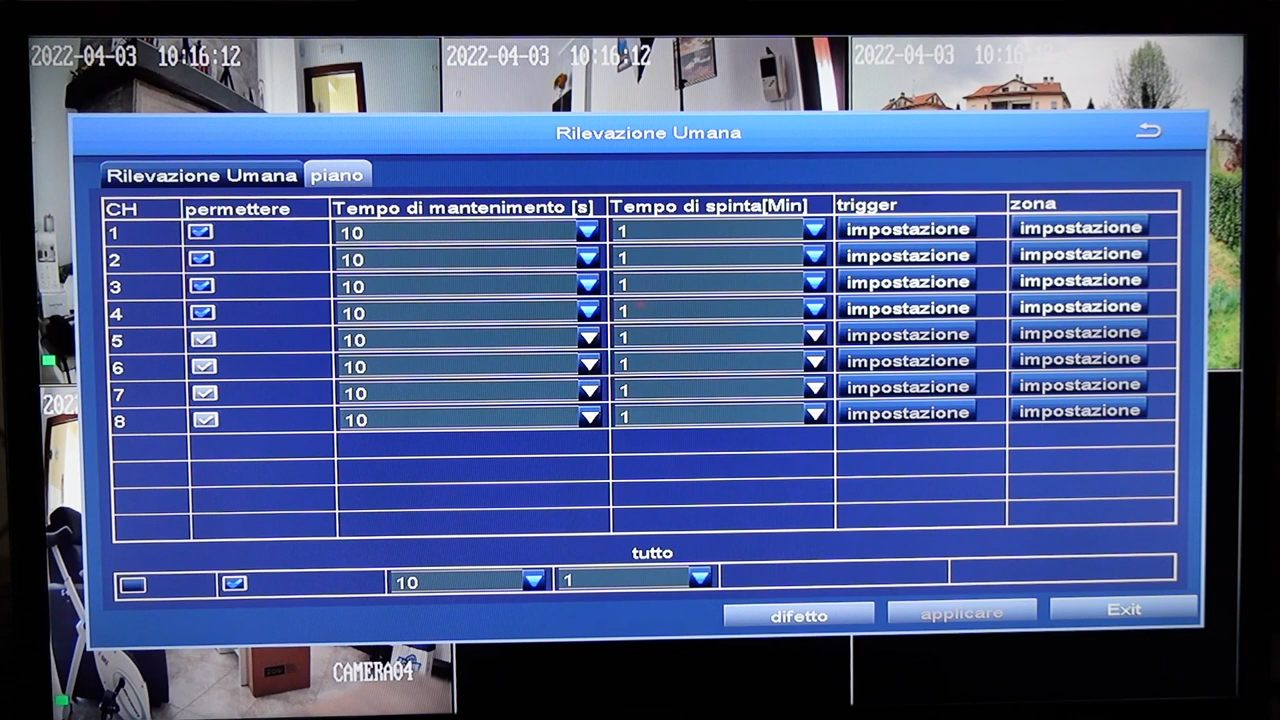 2022-04-03 10:16:12 2022-04-03 10:16:12 2022-04-03 10:16:12
Rilevazione Umana
Rilevazione Umana piano
CH permettere Tempo di mantenimento [s] Tempo di spinta[Min] trigger zona
1 10 1 impostazione impostazione
2 10 1 impostazione impostazione
3 10 1 impostazione impostazione
4 10 1 impostazione impostazione
5 10 1 impostazione impostazione
6 10 1 impostazione impostazione
7 10 1 impostazione impostazione
8 10 1 impostazione impostazione
tutto
10 1
difetto applicare Exit
CAMERA04